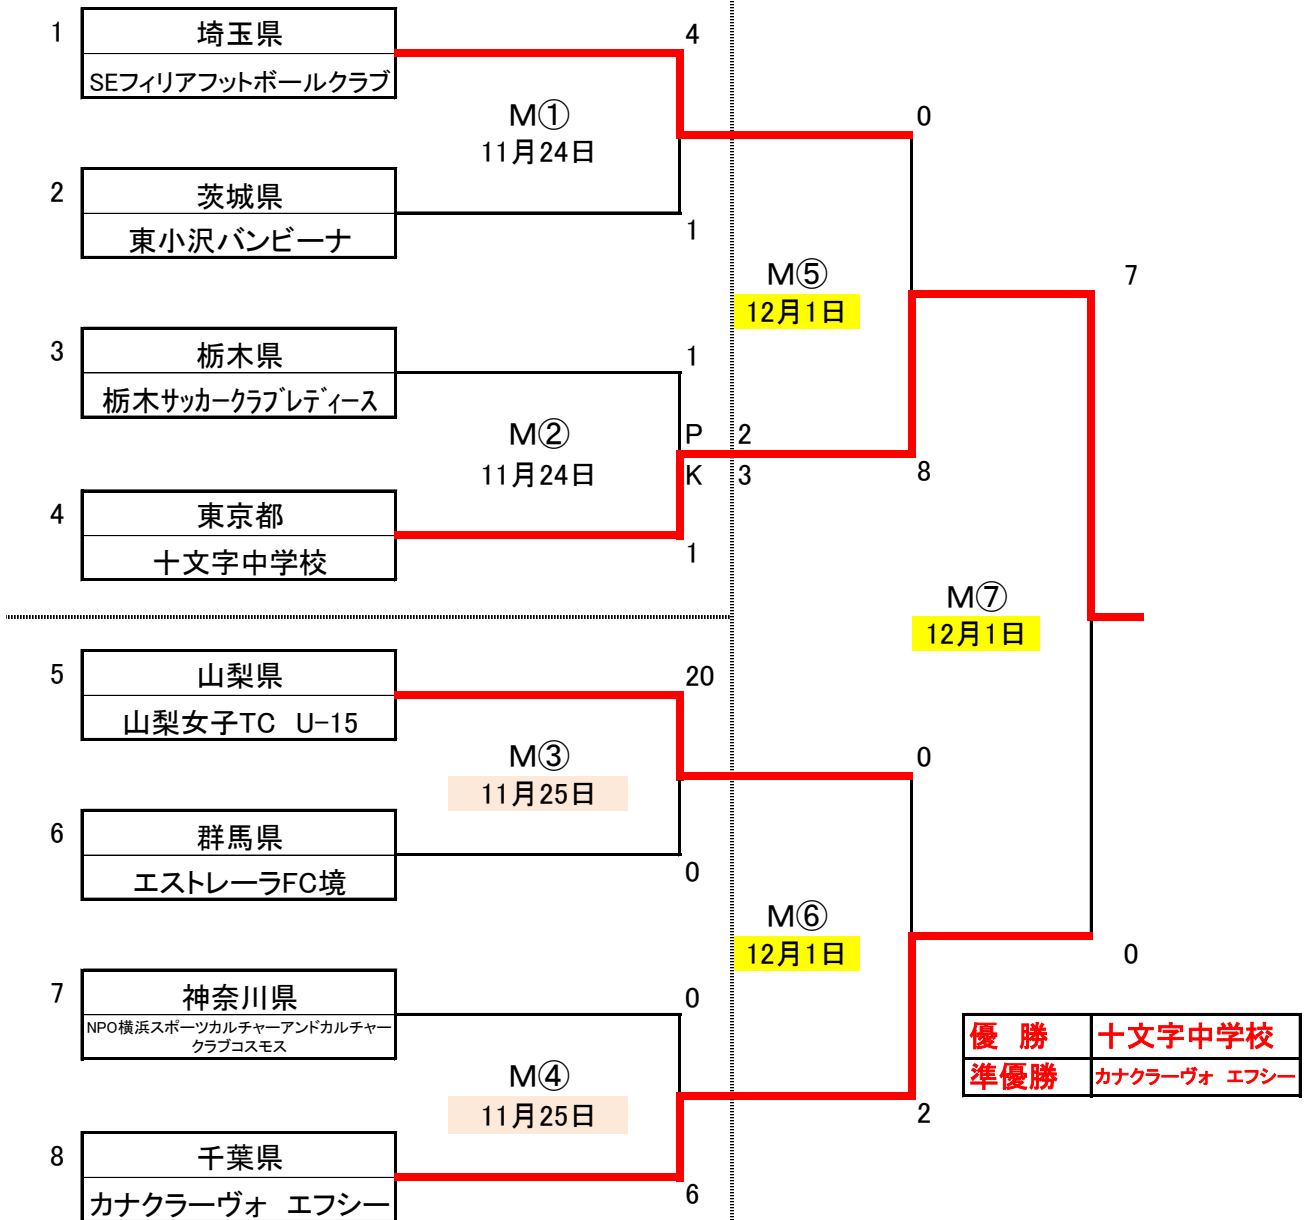 1
埼玉県
4
SEフィリアフットボールクラブ
M①
0
11月24日
2
茨城県
東小沢バンビーナ
1
M⑤
7
12月1日
3
栃木県
1
栃木サッカークラブレディース
M②
P 2
11月24日
K 3
8
4
東京都
十文字中学校
1
M⑦
12月1日
5
山梨県
20
山梨女子TC U-15
M③
0
11月25日
6
群馬県
エストレーラFC境
0
M⑥
12月1日
0
7
神奈川県
0
NPO横浜スポーツカルチャーアンドカルチャー
クラブコスモス
優 勝 十文字中学校
準優勝 カナクラーヴォ エフシー
M④
11月25日
2
8
千葉県
カナクラーヴォ エフシー
6